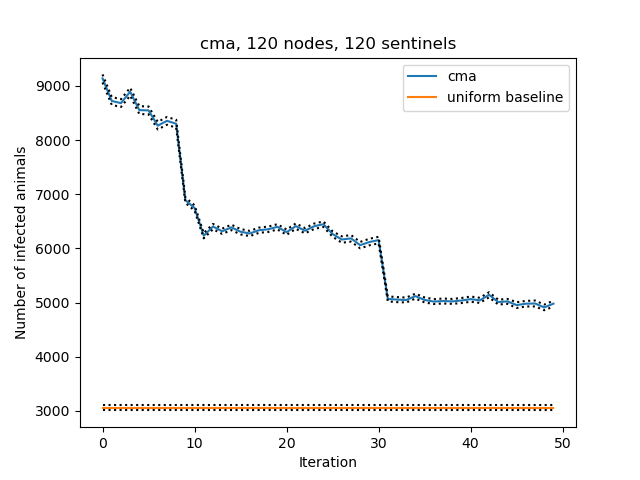 cma, 120 nodes, 120 sentinels
cma
uniform baseline
9000
8000
7000
6000
5000
4000
3000
Number of infected animals
0 10 20 30 40 50
Iteration